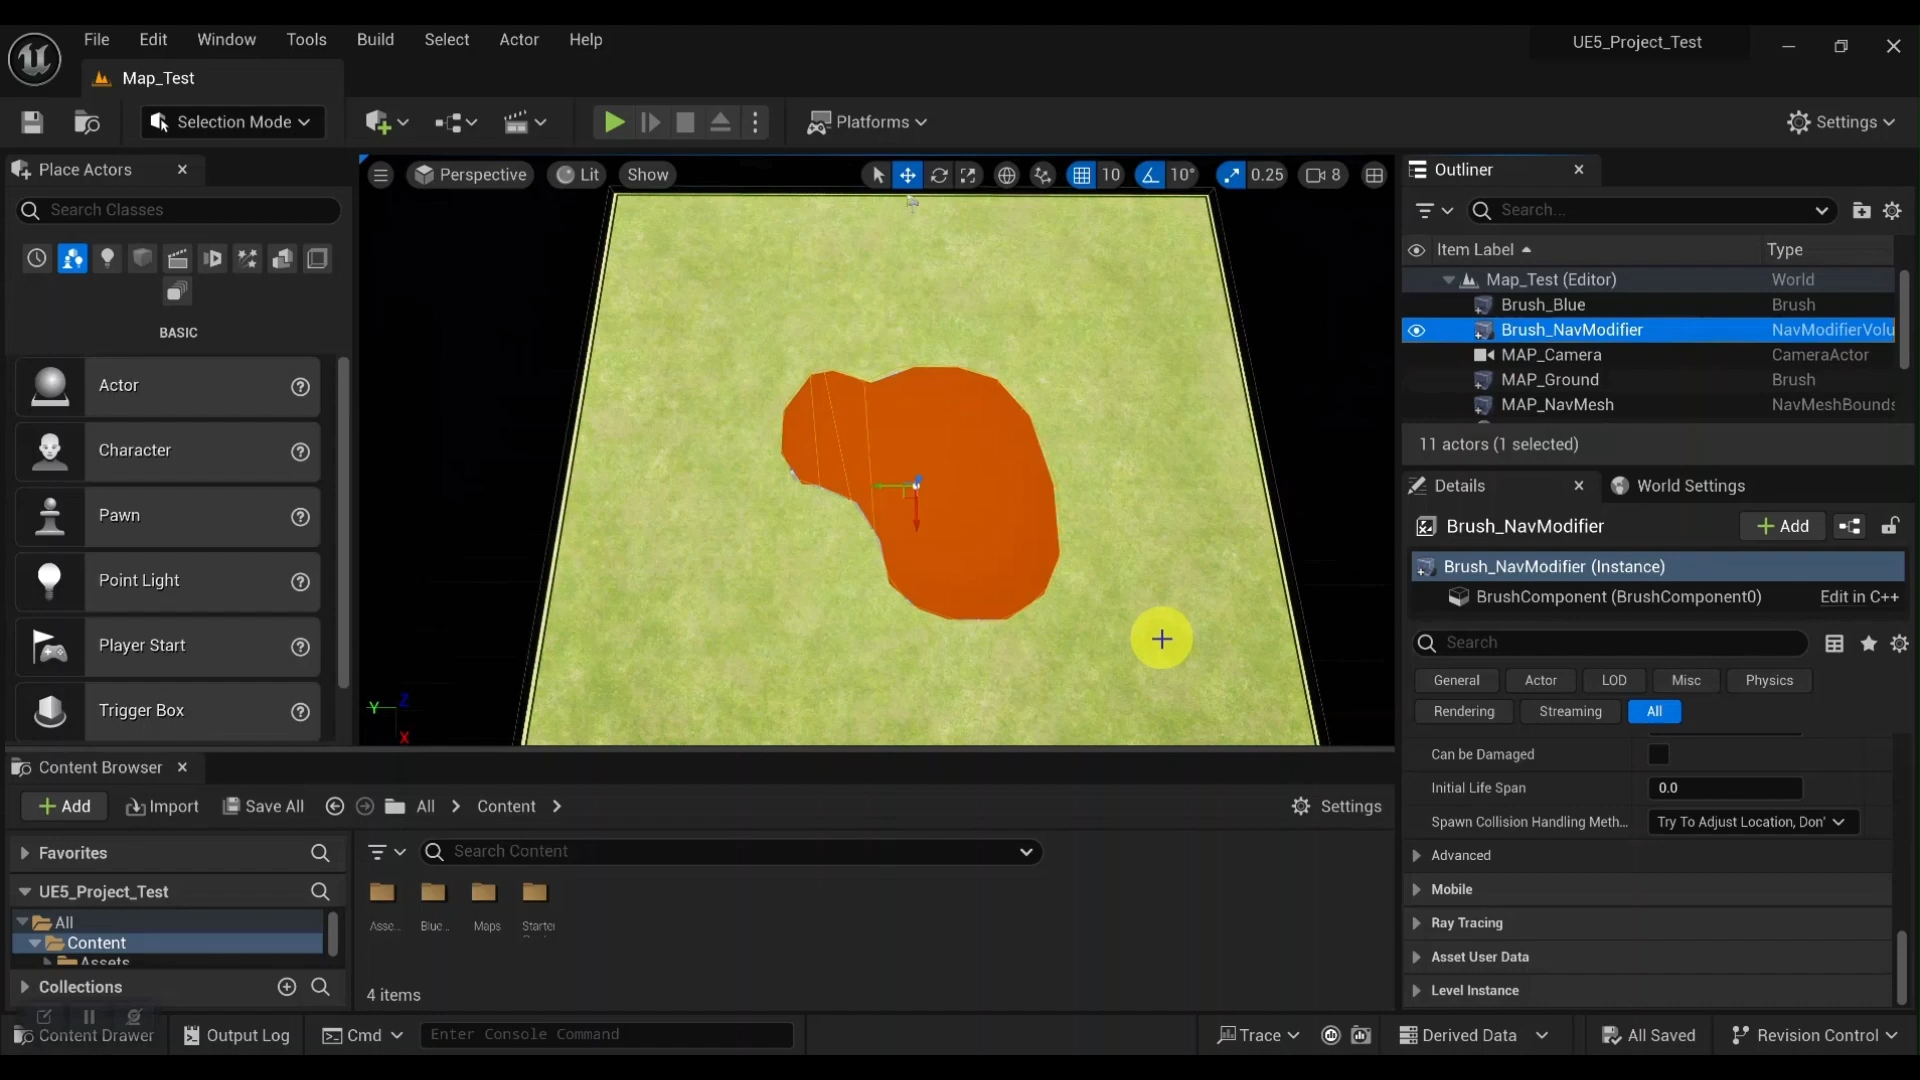 File Edit Window Tools Build Select Actor Help
UE5_Project_Test
Map_Test
Selection Mode
Platforms
Settings
Place Actors
Search Classes
BASIC
Actor
Character
Pawn
Point Light
Player Start
Trigger Box
Perspective Lit Show 10 10° 0.25 8
Y Z
X
Outliner
Search...
Item Label Type
Map_Test (Editor) World
Brush_Blue Brush
Brush_NavModifier NavModifierVolu
MAP_Camera CameraActor
MAP_Ground Brush
MAP_NavMesh NavMeshBounds
11 actors (1 selected)
Details World Settings
Brush_NavModifier Add
Brush_NavModifier (Instance)
BrushComponent (BrushComponent0) Edit in C++
Search
General Actor LOD Misc Physics
Rendering Streaming All
Can be Damaged
Initial Life Span 0.0
Spawn Collision Handling Meth... Try To Adjust Location, Don'
Advanced
Mobile
Ray Tracing
Asset User Data
Level Instance
Content Browser
Add Import Save All All > Content > Settings
Favorites
UE5_Project_Test
All
Content
Assets
Collections
Search Content
Asse... Blue... Maps Starter
4 items
Content Drawer Output Log Cmd Enter Console Command Trace Derived Data All Saved Revision Control